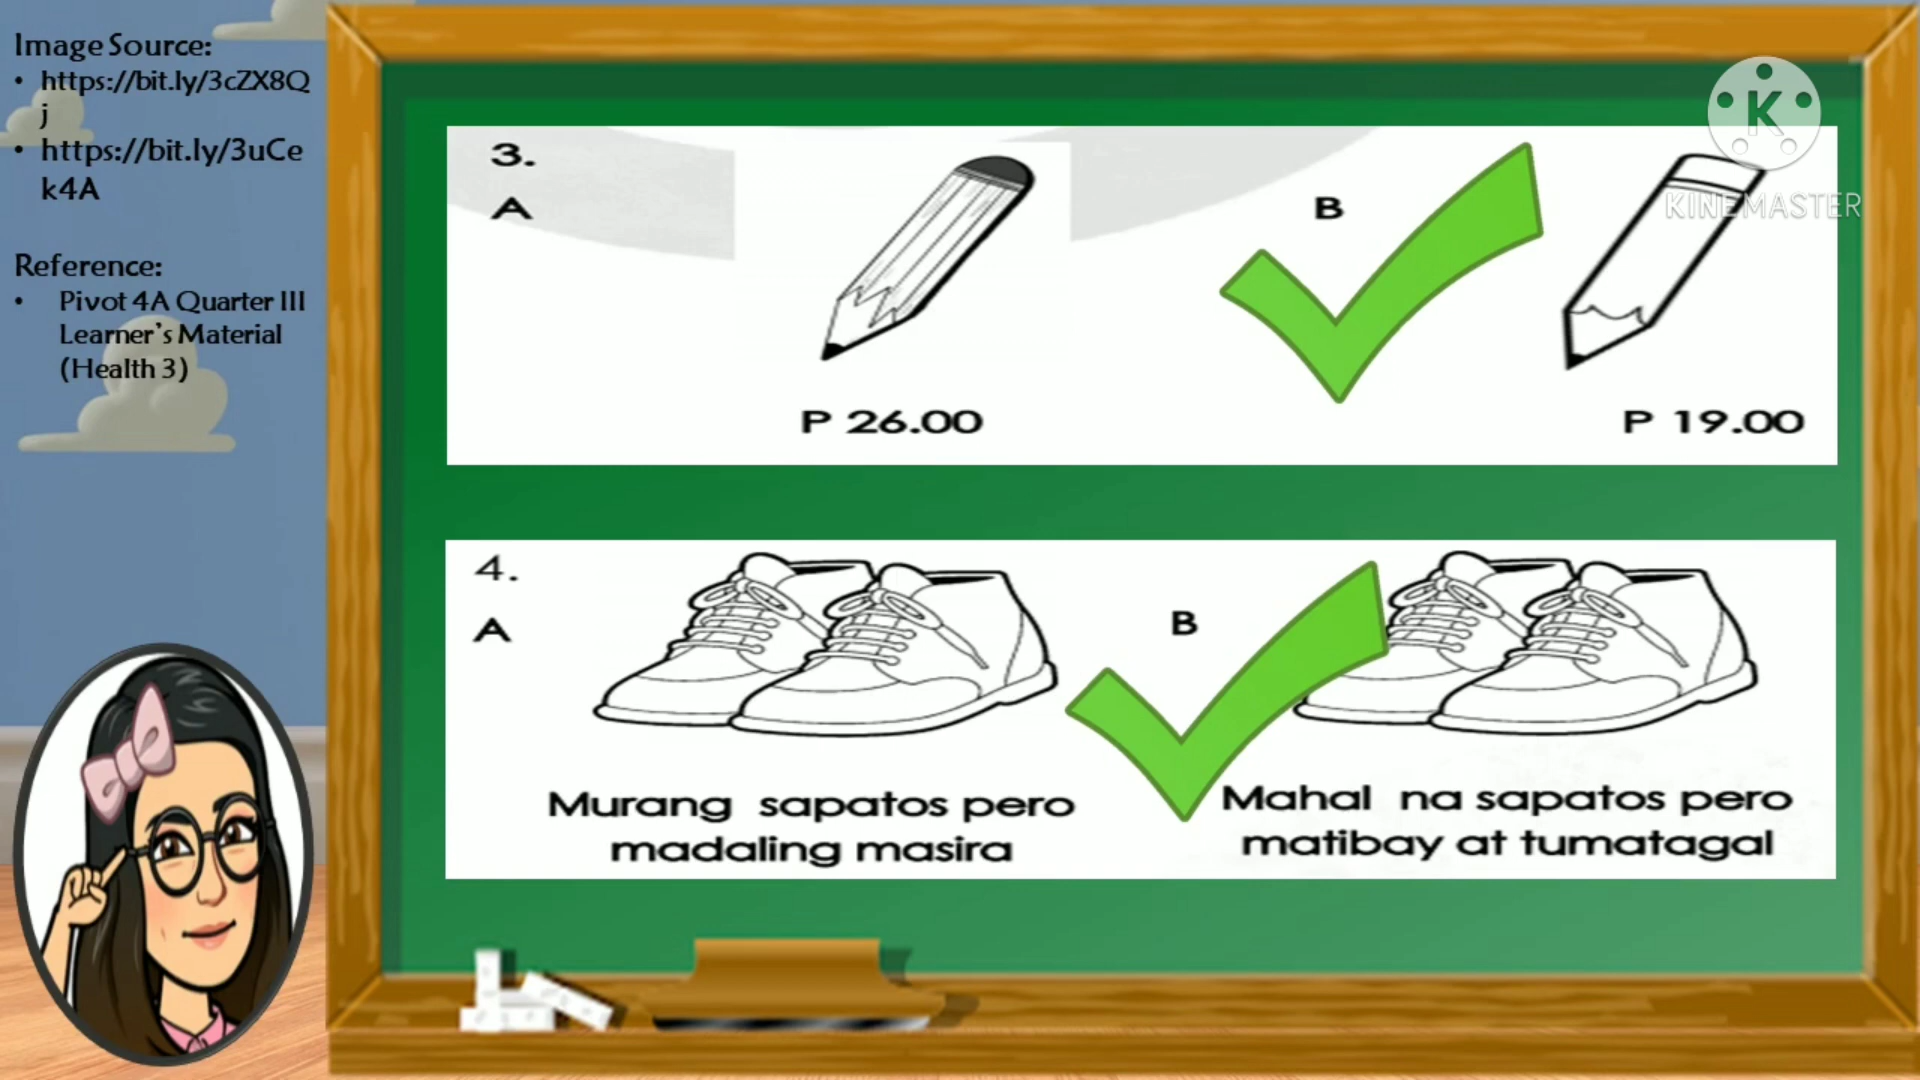 Image Source:
• https://bit.ly/3cZX8Q
j
• https://bit.ly/3uCe
k4A
Reference:
• Pivot 4A Quarter III
Learner's Material
(Health 3)
3.
A
B
K
KINEMASTER
P 26.00
P 19.00
4.
A
B
Murang sapatos pero
madaling masira
Mahal na sapatos pero
matibay at tumatagal